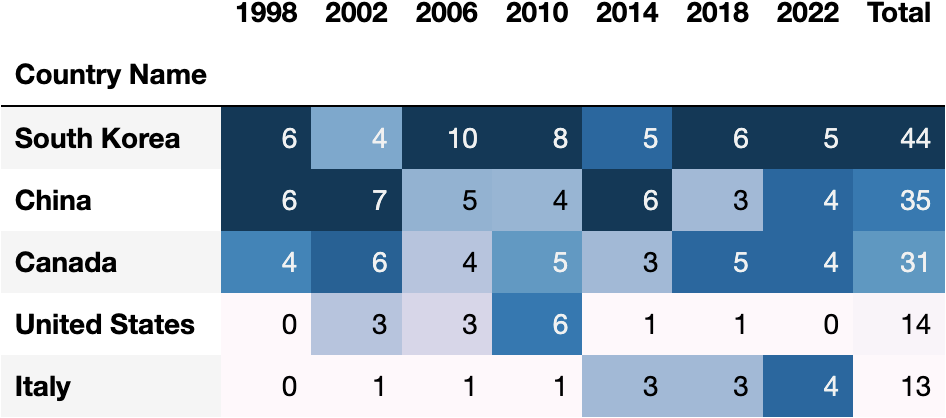 1998 2002 2006 2010 2014 2018 2022 Total
Country Name
South Korea 6 4 10 8 5 6 5 44
China 6 7 5 4 6 3 4 35
Canada 4 6 4 5 3 5 4 31
United States 0 3 3 6 1 1 0 14
Italy 0 1 1 1 3 3 4 13